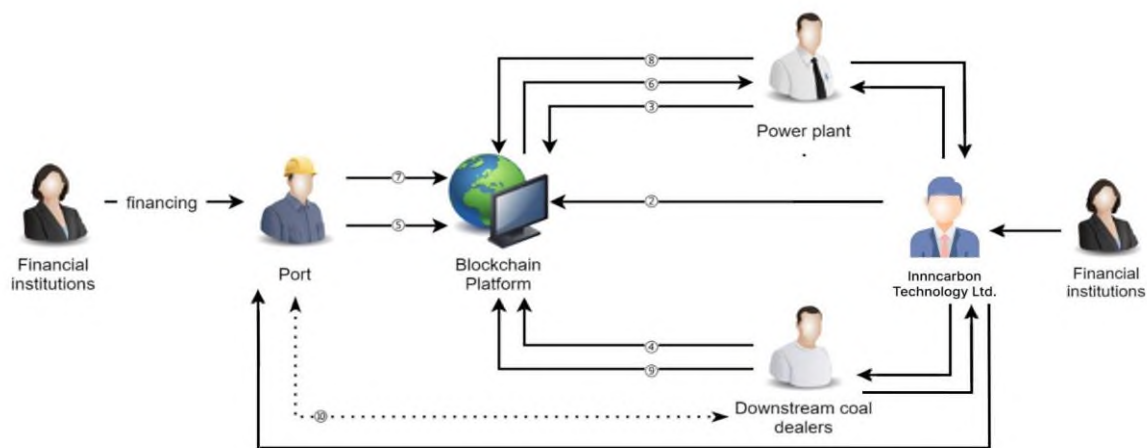 ⑧
⑥
③
Power plant
financing
⑦
②
⑤
Financial
institutions
Port
Blockchain
Platform
Innncarbon
Technology Ltd.
Financial
institutions
④
⑨
⑩
Downstream coal
dealers